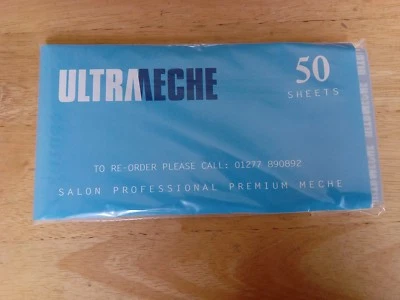 ULTRAMECHE
50
SHEETS
TO RE-ORDER PLEASE CALL: 01277 890892
SALON PROFESSIONAL PREMIUM MECHE